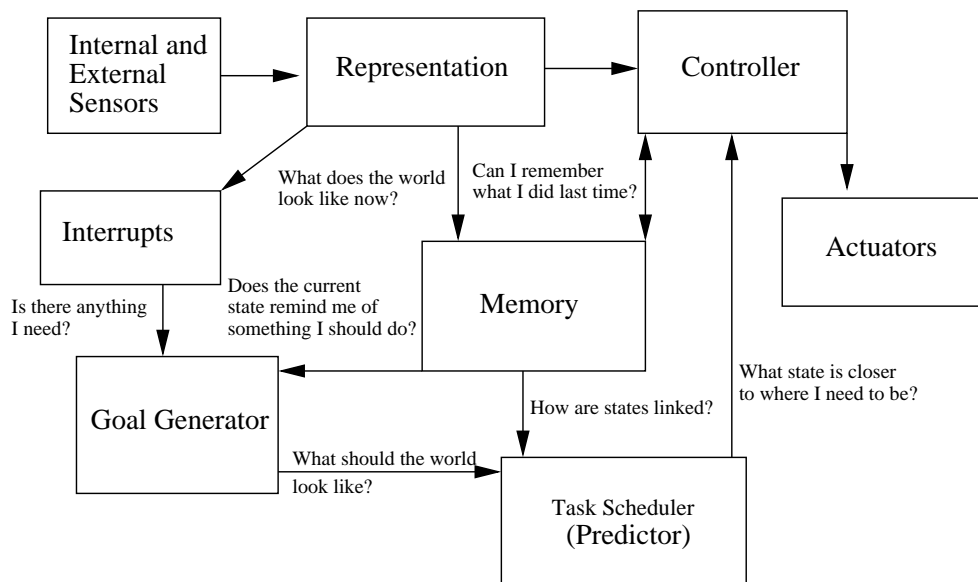 Internal and
External
Sensors
Representation
Controller
What does the world
look like now?
Can I remember
what I did last time?
Interrupts
Actuators
Is there anything
I need?
Does the current
state remind me of
something I should do?
Memory
Goal Generator
What state is closer
to where I need to be?
How are states linked?
What should the world
look like?
Task Scheduler
(Predictor)